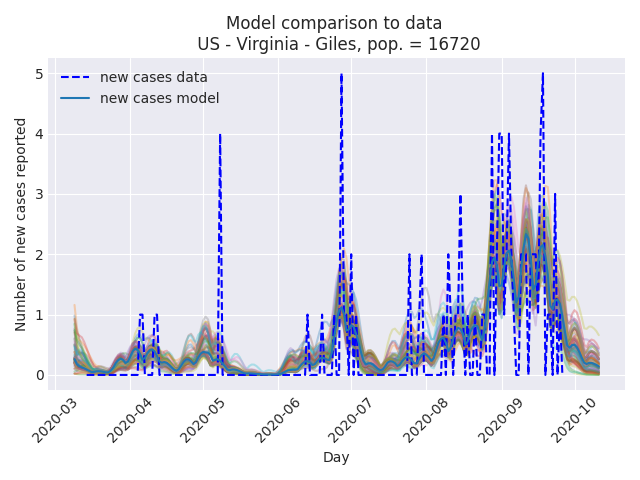 Model comparison to data
US - Virginia - Giles, pop. = 16720
new cases data
new cases model
Number of new cases reported
5
4
3
2
1
0
2020-03
2020-04
2020-05
2020-06
2020-07
2020-08
2020-09
2020-10
Day